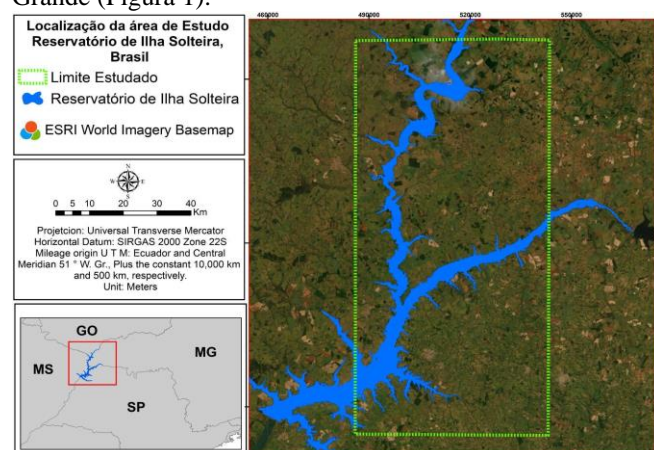 Grande (Figura 1).
Localização da área de Estudo
Reservatório de Ilha Solteira,
Brasil
Limite Estudado
Reservatório de Ilha Solteira
ESRI World Imagery Basemap
N
W E
S
0 5 10 20 30 40
Km
Projetcion: Universal Transverse Mercator
Horizontal Datum: SIRGAS 2000 Zone 22S
Mileage origin U T M: Ecuador and Central
Meridian 51 ° W. Gr., Plus the constant 10,000 km
and 500 km, respectively.
Unit: Meters
GO
MS
MG
SP
460000 490000 520000 550000